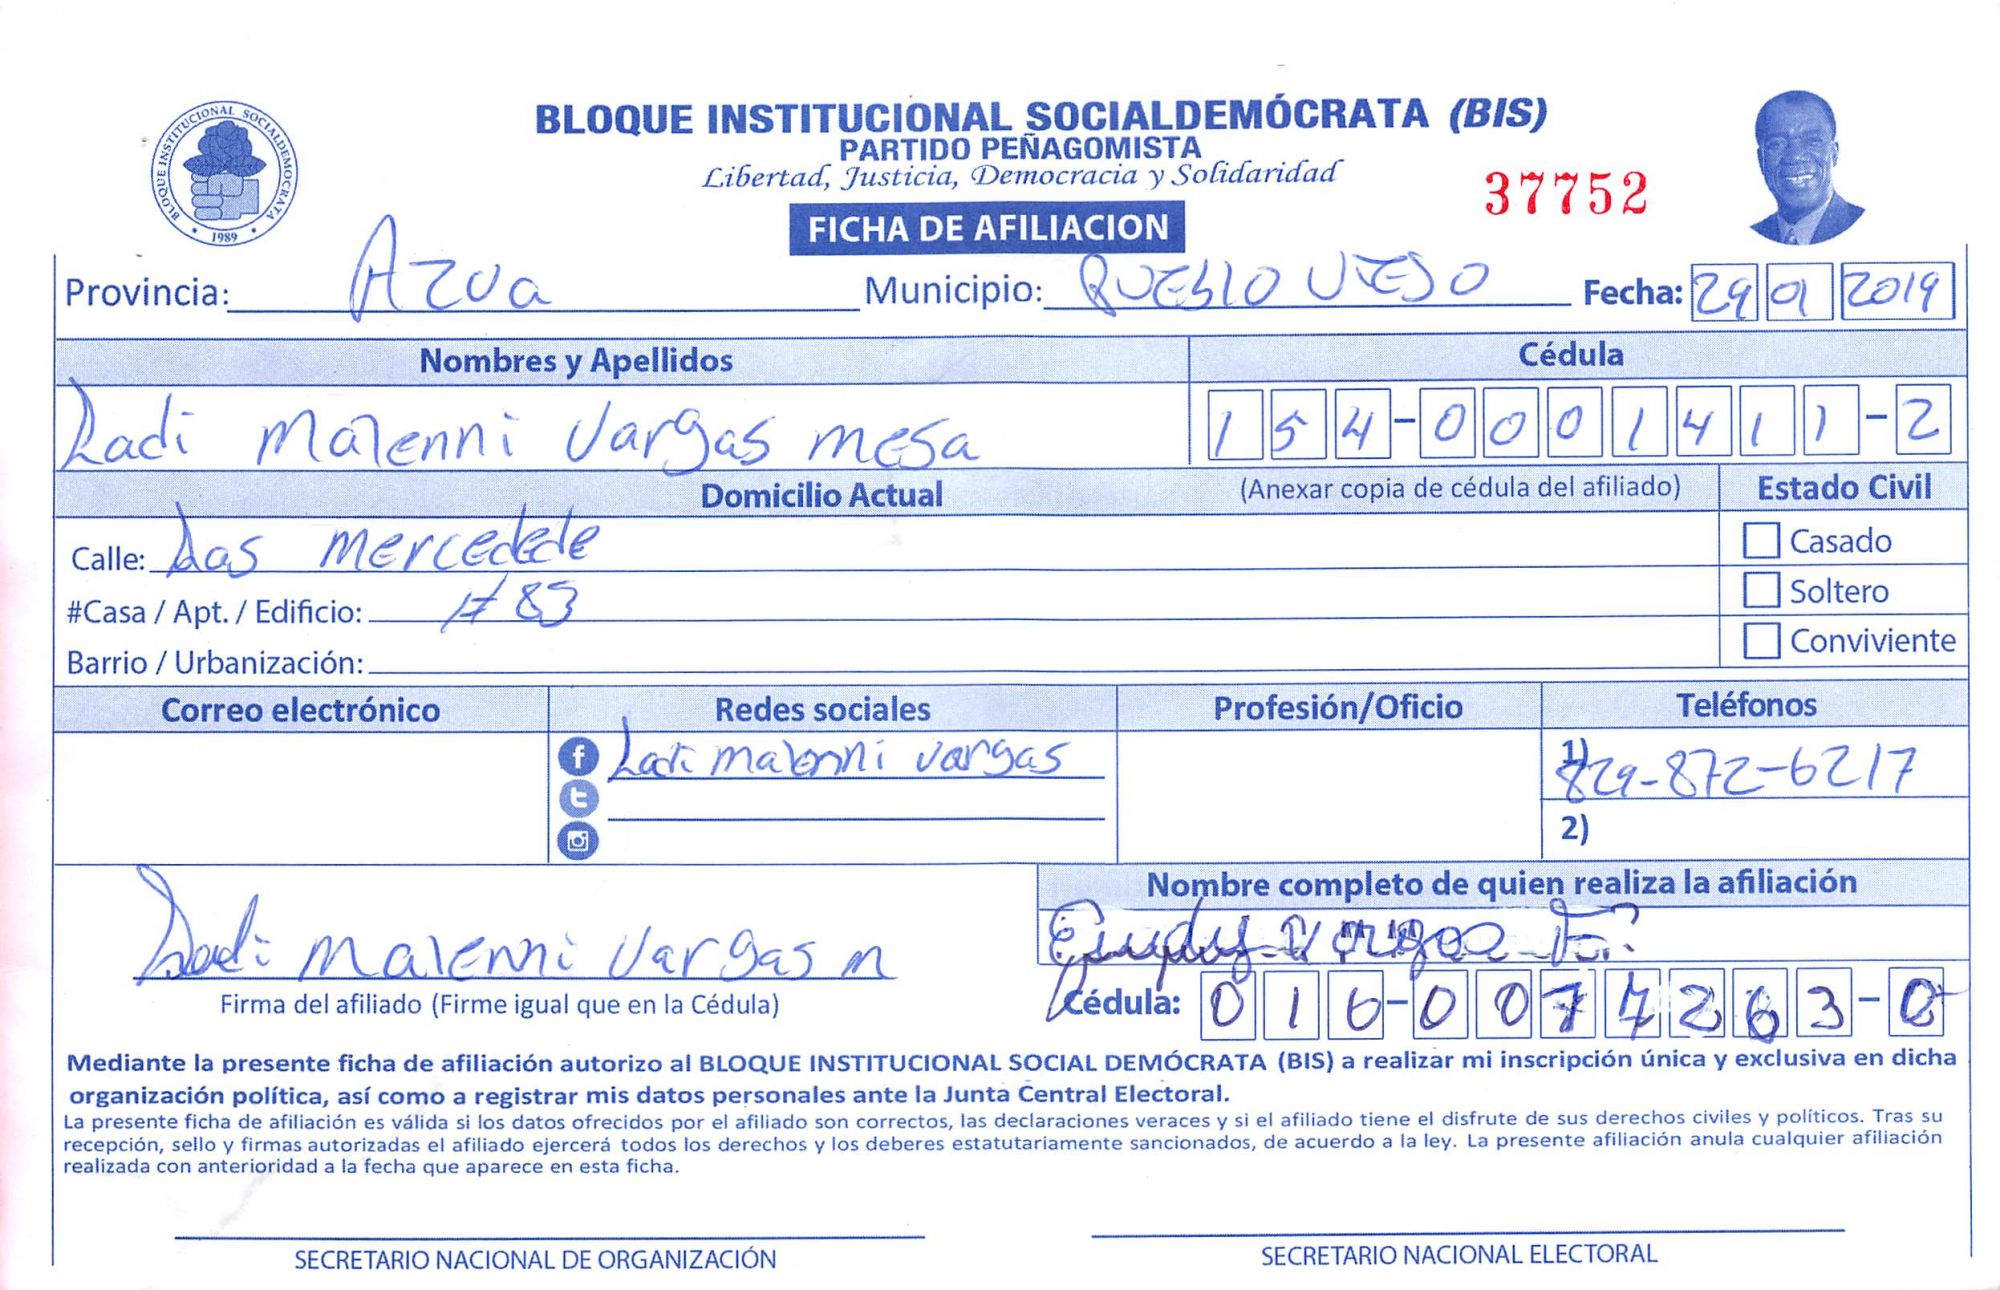 BLOQUE INSTITUCIONAL SOCIALDEMOCRATA
1989
BLOQUE INSTITUCIONAL SOCIALDEMÓCRATA (BIS)
PARTIDO PEÑAGOMISTA
Libertad, Justicia, Democracia y Solidaridad
37752
FICHA DE AFILIACION
Provincia: Azua Municipio: PUEblO VIEJO Fecha: 29 01 2019
Nombres y Apellidos Cédula
Ladi Malenni Vargas mesa 154-0001411-2
Domicilio Actual (Anexar copia de cédula del afiliado) Estado Civil
Calle: Las mercedede Casado
#Casa / Apt. / Edificio: # 83 Soltero
Barrio / Urbanización: Conviviente
Correo electrónico Redes sociales Profesión/Oficio Teléfonos
Ladi malenni vargas 1) 829-872-6217
2)
Nombre completo de quien realiza la afiliación
Ladi Malenni Vargas m
Firma del afiliado (Firme igual que en la Cédula) Cédula: 016-0077263-0
Mediante la presente ficha de afiliación autorizo al BLOQUE INSTITUCIONAL SOCIAL DEMÓCRATA (BIS) a realizar mi inscripción única y exclusiva en dicha
organización política, así como a registrar mis datos personales ante la Junta Central Electoral.
La presente ficha de afiliación es válida si los datos ofrecidos por el afiliado son correctos, las declaraciones veraces y si el afiliado tiene el disfrute de sus derechos civiles y políticos. Tras su
recepción, sello y firmas autorizadas el afiliado ejercerá todos los derechos y los deberes estatutariamente sancionados, de acuerdo a la ley. La presente afiliación anula cualquier afiliación
realizada con anterioridad a la fecha que aparece en esta ficha.
SECRETARIO NACIONAL DE ORGANIZACIÓN SECRETARIO NACIONAL ELECTORAL